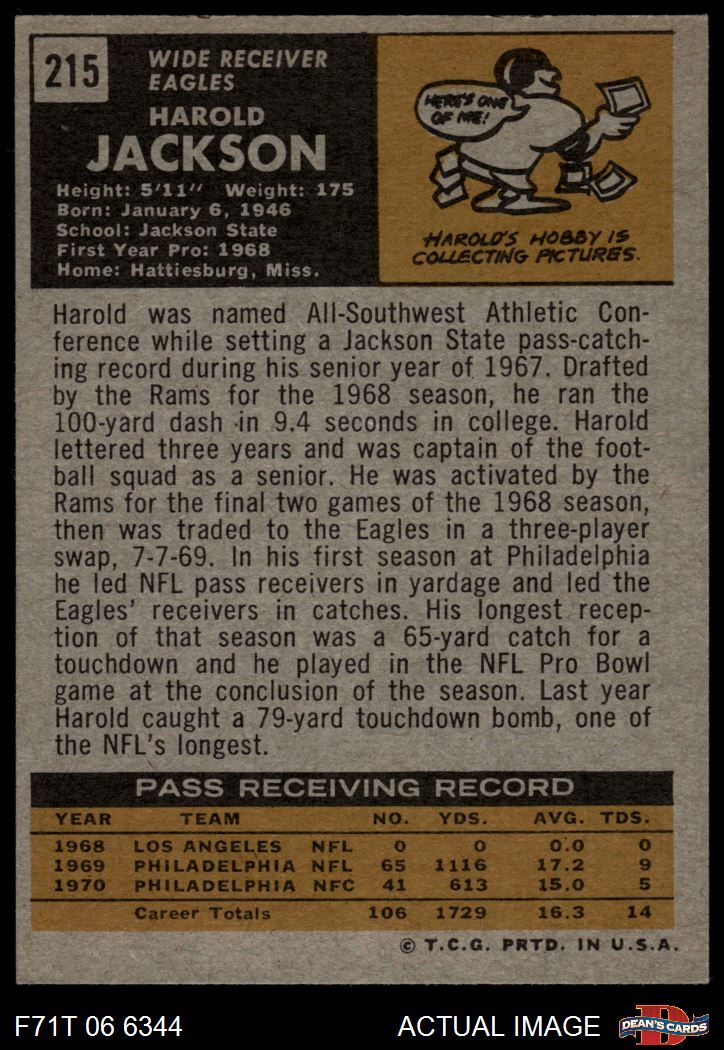 215
WIDE RECEIVER
EAGLES
HAROLD
JACKSON
Height: 5'11" Weight: 175
Born: January 6, 1946
School: Jackson State
First Year Pro: 1968
Home: Hattiesburg, Miss.
HERE'S ONE
OF ME!
HAROLD'S HOBBY IS
COLLECTING PICTURES.
Harold was named All-Southwest Athletic Con-
ference while setting a Jackson State pass-catch-
ing record during his senior year of 1967. Drafted
by the Rams for the 1968 season, he ran the
100-yard dash in 9.4 seconds in college. Harold
lettered three years and was captain of the foot-
ball squad as a senior. He was activated by the
Rams for the final two games of the 1968 season,
then was traded to the Eagles in a three-player
swap, 7-7-69. In his first season at Philadelphia
he led NFL pass receivers in yardage and led the
Eagles' receivers in catches. His longest recep-
tion of that season was a 65-yard catch for a
touchdown and he played in the NFL Pro Bowl
game at the conclusion of the season. Last year
Harold caught a 79-yard touchdown bomb, one of
the NFL's longest.
PASS RECEIVING RECORD
YEAR TEAM NO. YDS. AVG. TDS.
1968 LOS ANGELES NFL 0 0 0.0 0
1969 PHILADELPHIA NFL 65 1116 17.2 9
1970 PHILADELPHIA NFC 41 613 15.0 5
Career Totals 106 1729 16.3 14
© T.C.G. PRTD. IN U.S.A.
F71T 06 6344 ACTUAL IMAGE
D
DEAN'S CARDS